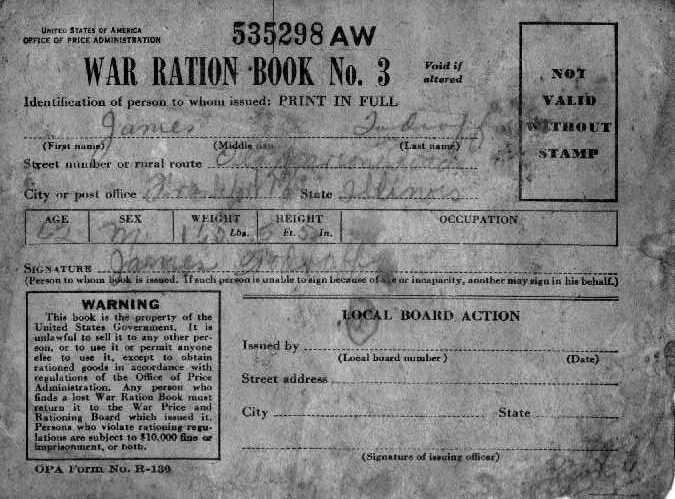 UNITED STATES OF AMERICA
OFFICE OF PRICE ADMINISTRATION
535298 AW
WAR RATION BOOK No. 3
Void if
altered
NOT
VALID
WITHOUT
STAMP
Identification of person to whom issued: PRINT IN FULL
James
(First name) (Middle name) (Last name)
Street number or rural route
City or post office State Illinois
AGE SEX WEIGHT HEIGHT OCCUPATION
62 M Lbs. 5 Ft. In.
SIGNATURE James
(Person to whom book is issued. If such person is unable to sign because of age or incapacity, another may sign in his behalf.)
WARNING
This book is the property of the
United States Government. It is
unlawful to sell it to any other per-
son, or to use it or permit anyone
else to use it, except to obtain
rationed goods in accordance with
regulations of the Office of Price
Administration. Any person who
finds a lost War Ration Book must
return it to the War Price and
Rationing Board which issued it.
Persons who violate rationing regu-
lations are subject to $10,000 fine or
imprisonment, or both.
OPA Form No. R-130
LOCAL BOARD ACTION
Issued by
(Local board number) (Date)
Street address
City State
(Signature of issuing officer)